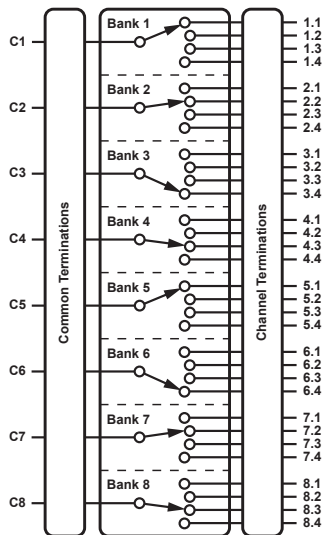 Common Terminations
C1
C2
C3
C4
C5
C6
C7
C8
Bank 1
Bank 2
Bank 3
Bank 4
Bank 5
Bank 6
Bank 7
Bank 8
Channel Terminations
1.1
1.2
1.3
1.4
2.1
2.2
2.3
2.4
3.1
3.2
3.3
3.4
4.1
4.2
4.3
4.4
5.1
5.2
5.3
5.4
6.1
6.2
6.3
6.4
7.1
7.2
7.3
7.4
8.1
8.2
8.3
8.4